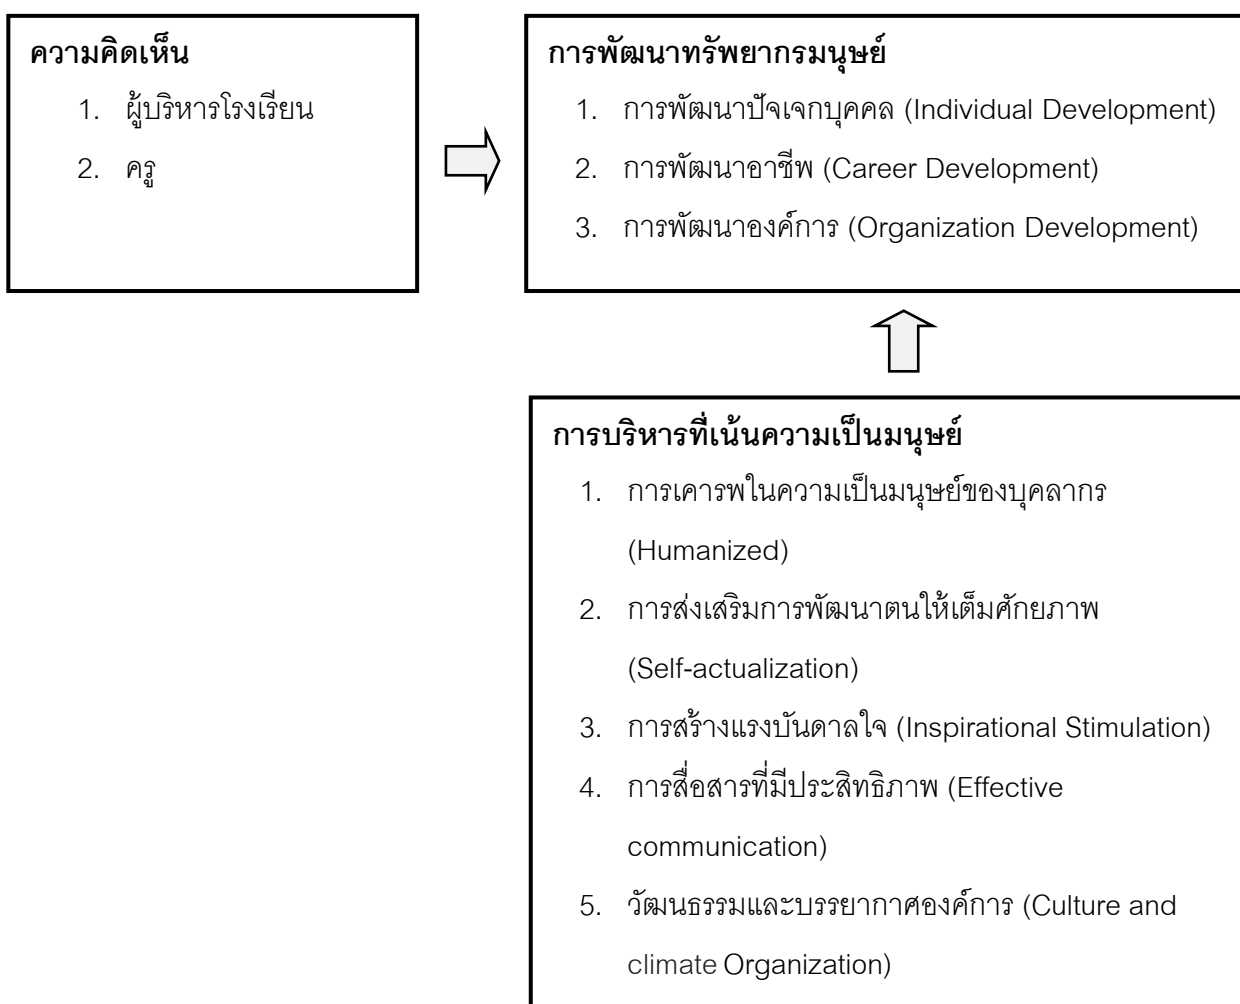 ความคิดเห็น
1. ผู้บริหารโรงเรียน
2. ครู
การพัฒนาทรัพยากรมนุษย์
1. การพัฒนาปัจเจกบุคคล (Individual Development)
2. การพัฒนาอาชีพ (Career Development)
3. การพัฒนาองค์การ (Organization Development)
การบริหารที่เน้นความเป็นมนุษย์
1. การเคารพในความเป็นมนุษย์ของบุคลากร
(Humanized)
2. การส่งเสริมการพัฒนาตนให้เต็มศักยภาพ
(Self-actualization)
3. การสร้างแรงบันดาลใจ (Inspirational Stimulation)
4. การสื่อสารที่มีประสิทธิภาพ (Effective
communication)
5. วัฒนธรรมและบรรยากาศองค์การ (Culture and
climate Organization)